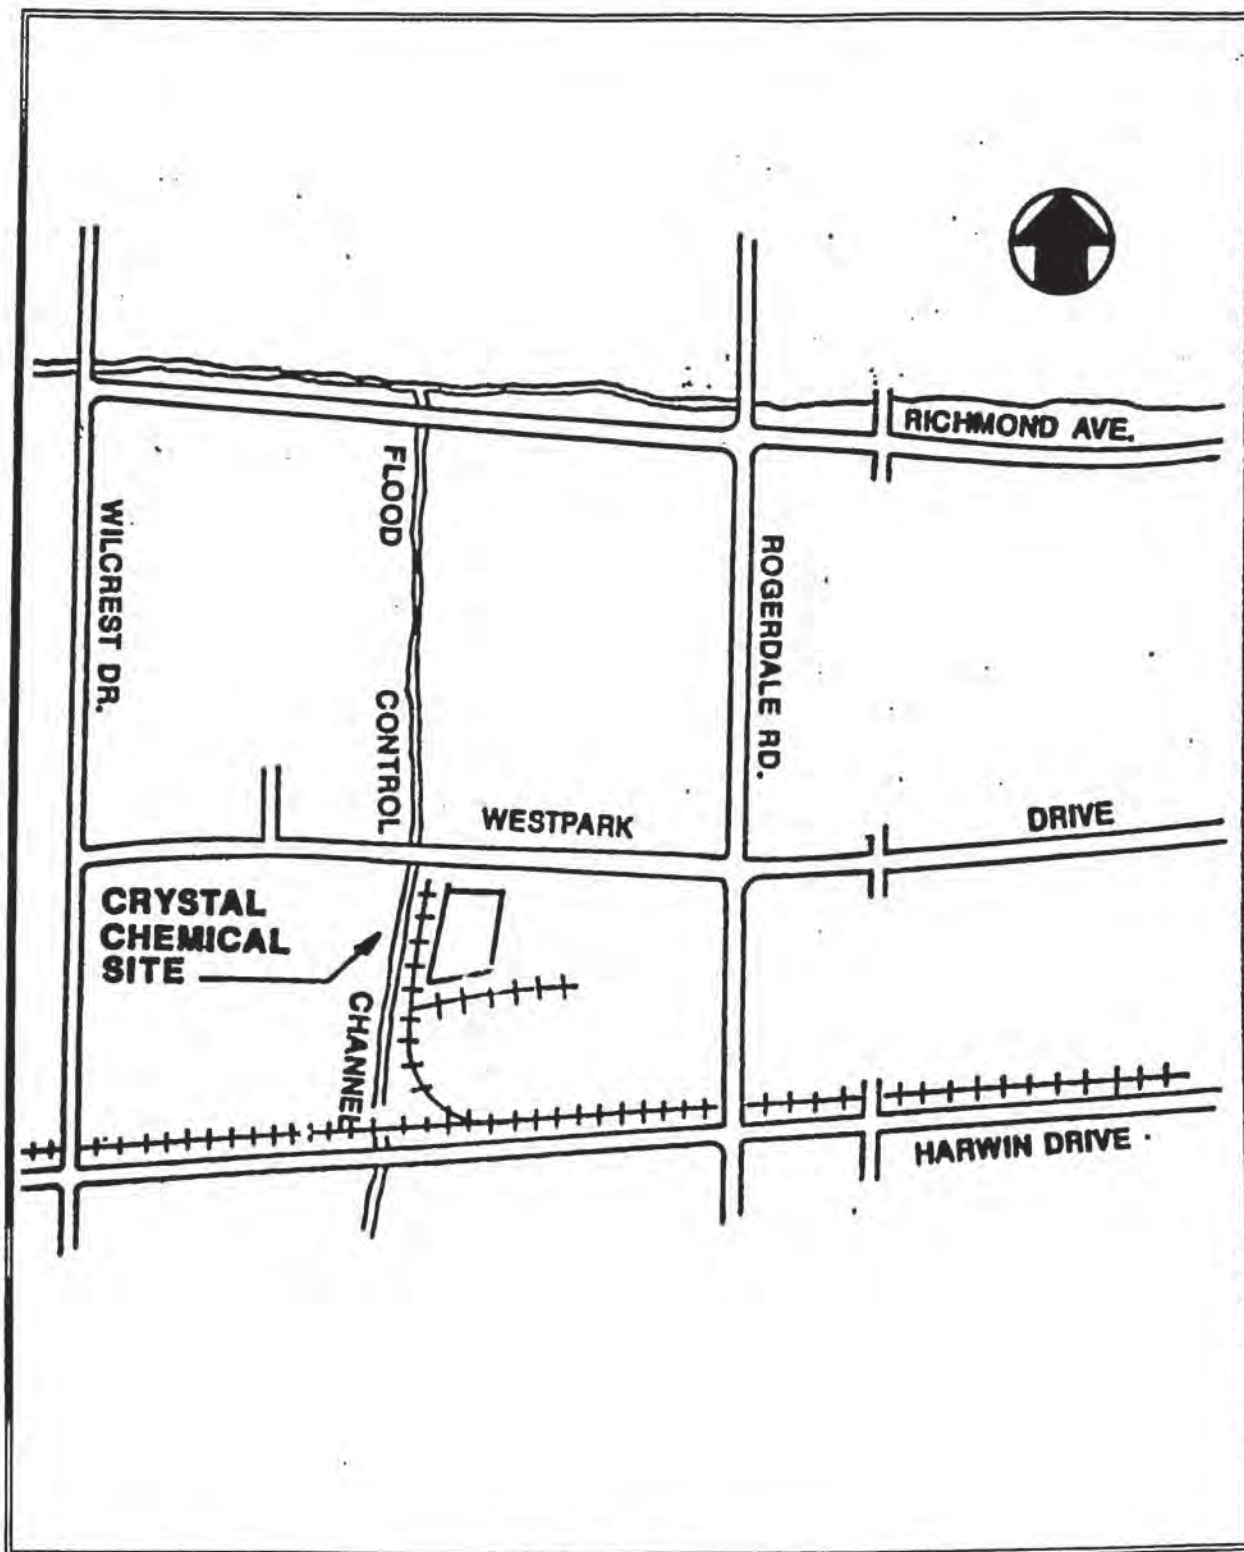 RICHMOND AVE.
FLOOD
WILCREST DR.
ROGERDALE RD.
CONTROL
WESTPARK
DRIVE
CRYSTAL
CHEMICAL
SITE
CHANNEL
HARWIN DRIVE